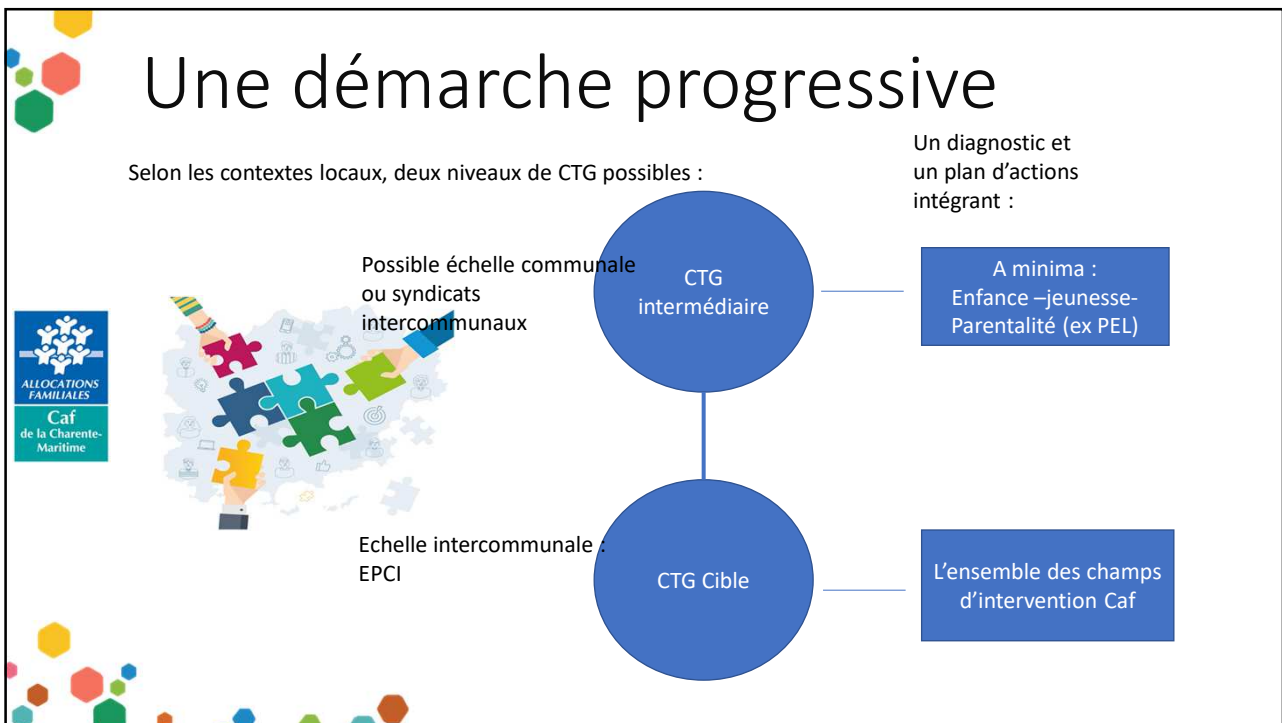 Une démarche progressive
Selon les contextes locaux, deux niveaux de CTG possibles :
Un diagnostic et
un plan d’actions
intégrant :
Possible échelle communale
ou syndicats
intercommunaux
CTG
intermédiaire
A minima :
Enfance –jeunesse-
Parentalité (ex PEL)
ALLOCATIONS
FAMILIALES
Caf
de la Charente-
Maritime
Echelle intercommunale :
EPCI
CTG Cible
L’ensemble des champs
d’intervention Caf